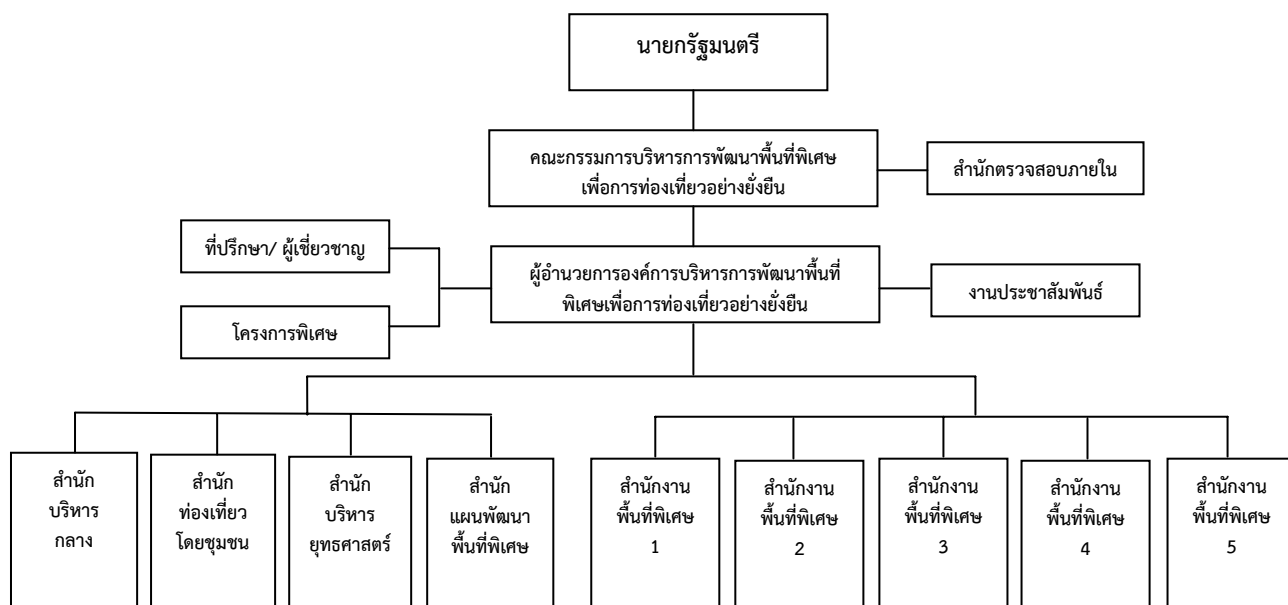 นายกรัฐมนตรี
คณะกรรมการบริหารการพัฒนาพื้นที่พิเศษ
เพื่อการท่องเที่ยวอย่างยั่งยืน
สำนักตรวจสอบภายใน
ที่ปรึกษา/ ผู้เชี่ยวชาญ
ผู้อำนวยการองค์การบริหารการพัฒนาพื้นที่
พิเศษเพื่อการท่องเที่ยวอย่างยั่งยืน
งานประชาสัมพันธ์
โครงการพิเศษ
สำนัก
บริหาร
กลาง
สำนัก
ท่องเที่ยว
โดยชุมชน
สำนัก
บริหาร
ยุทธศาสตร์
สำนัก
แผนพัฒนา
พื้นที่พิเศษ
สำนักงาน
พื้นที่พิเศษ
1
สำนักงาน
พื้นที่พิเศษ
2
สำนักงาน
พื้นที่พิเศษ
3
สำนักงาน
พื้นที่พิเศษ
4
สำนักงาน
พื้นที่พิเศษ
5